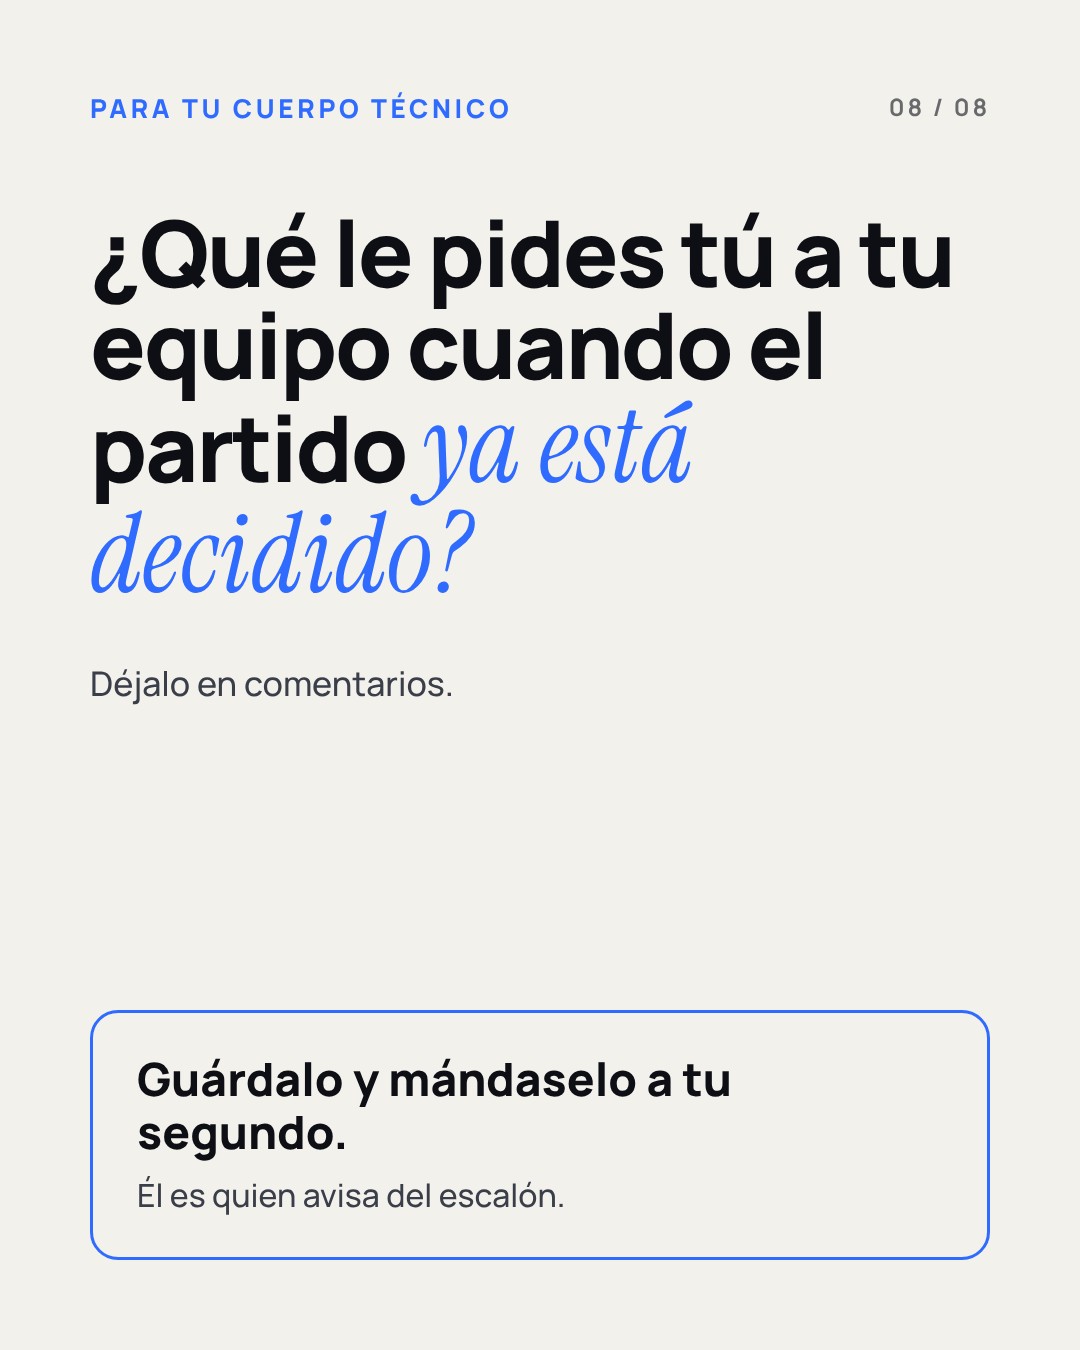 PARA TU CUERPO TÉCNICO
08 / 08
¿Qué le pides tú a tu
equipo cuando el
partido ya está
decidido?
Déjalo en comentarios.
Guárdalo y mándaselo a tu
segundo.
Él es quien avisa del escalón.